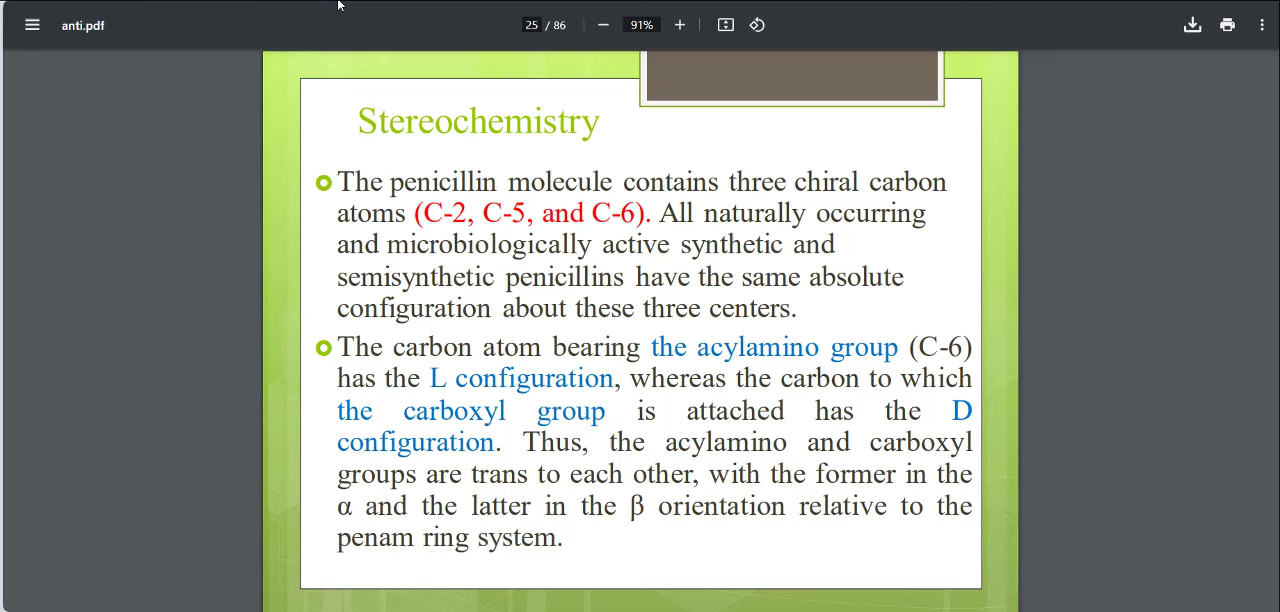 anti.pdf
25 / 86
91%
Stereochemistry
The penicillin molecule contains three chiral carbon
atoms (C-2, C-5, and C-6). All naturally occurring
and microbiologically active synthetic and
semisynthetic penicillins have the same absolute
configuration about these three centers.
The carbon atom bearing the acylamino group (C-6)
has the L configuration, whereas the carbon to which
the carboxyl group is attached has the D
configuration. Thus, the acylamino and carboxyl
groups are trans to each other, with the former in the
α and the latter in the β orientation relative to the
penam ring system.